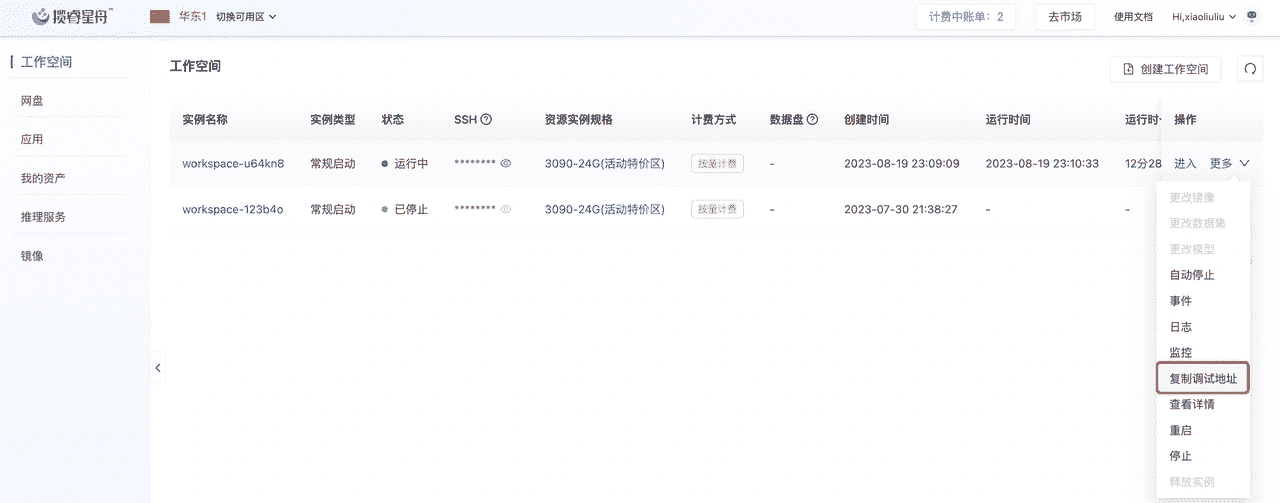 揽睿星舟™ 华东1 切换可用区 计费中账单：2 去市场 使用文档 Hi,xiaoliuliu
工作空间
网盘
应用
我的资产
推理服务
镜像
工作空间 创建工作空间
实例名称 实例类型 状态 SSH 资源实例规格 计费方式 数据盘 创建时间 运行时间 运行时 操作
workspace-u64kn8 常规启动 运行中 ******** 3090-24G(活动特价区) 按量计费 - 2023-08-19 23:09:09 2023-08-19 23:10:33 12分28 进入 更多
workspace-123b4o 常规启动 已停止 ******** 3090-24G(活动特价区) 按量计费 - 2023-07-30 21:38:27 - -
更改镜像
更改数据集
更改模型
自动停止
事件
日志
监控
复制调试地址
查看详情
重启
停止
释放实例